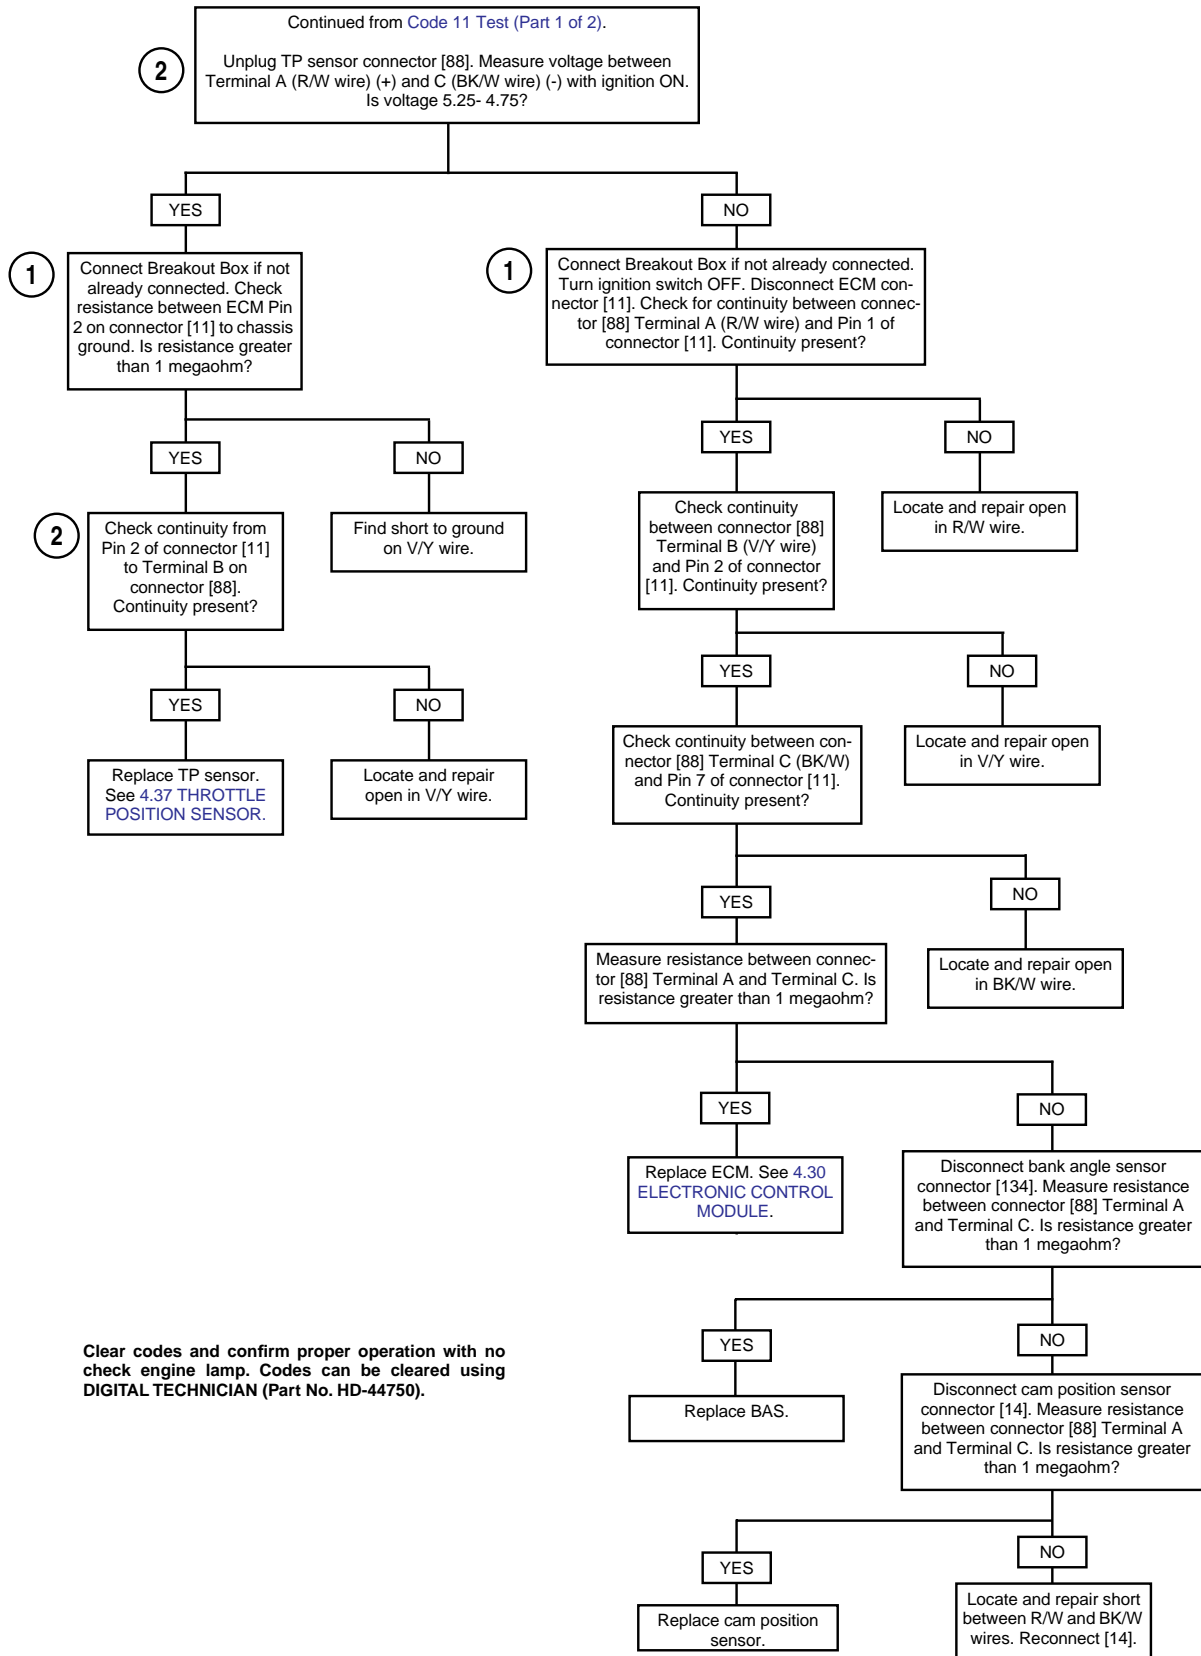 Continued from Code 11 Test (Part 1 of 2).
2
Unplug TP sensor connector [88]. Measure voltage between
Terminal A (R/W wire) (+) and C (BK/W wire) (-) with ignition ON.
Is voltage 5.25- 4.75?
YES
NO
1
Connect Breakout Box if not
already connected. Check
resistance between ECM Pin
2 on connector [11] to chassis
ground. Is resistance greater
than 1 megaohm?
1
Connect Breakout Box if not already connected.
Turn ignition switch OFF. Disconnect ECM con-
nector [11]. Check for continuity between connec-
tor [88] Terminal A (R/W wire) and Pin 1 of
connector [11]. Continuity present?
YES
NO
YES
NO
2
Check continuity from
Pin 2 of connector [11]
to Terminal B on
connector [88].
Continuity present?
Find short to ground
on V/Y wire.
Check continuity
between connector [88]
Terminal B (V/Y wire)
and Pin 2 of connector
[11]. Continuity present?
Locate and repair open
in R/W wire.
YES
NO
YES
NO
Replace TP sensor.
See 4.37 THROTTLE
POSITION SENSOR.
Locate and repair
open in V/Y wire.
Check continuity between con-
nector [88] Terminal C (BK/W)
and Pin 7 of connector [11].
Continuity present?
Locate and repair open
in V/Y wire.
YES
NO
Measure resistance between connec-
tor [88] Terminal A and Terminal C. Is
resistance greater than 1 megaohm?
Locate and repair open
in BK/W wire.
YES
NO
Replace ECM. See 4.30
ELECTRONIC CONTROL
MODULE.
Disconnect bank angle sensor
connector [134]. Measure resistance
between connector [88] Terminal A
and Terminal C. Is resistance greater
than 1 megaohm?
YES
NO
Clear codes and confirm proper operation with no
check engine lamp. Codes can be cleared using
DIGITAL TECHNICIAN (Part No. HD-44750).
Replace BAS.
Disconnect cam position sensor
connector [14]. Measure resistance
between connector [88] Terminal A
and Terminal C. Is resistance greater
than 1 megaohm?
YES
NO
Replace cam position
sensor.
Locate and repair short
between R/W and BK/W
wires. Reconnect [14].